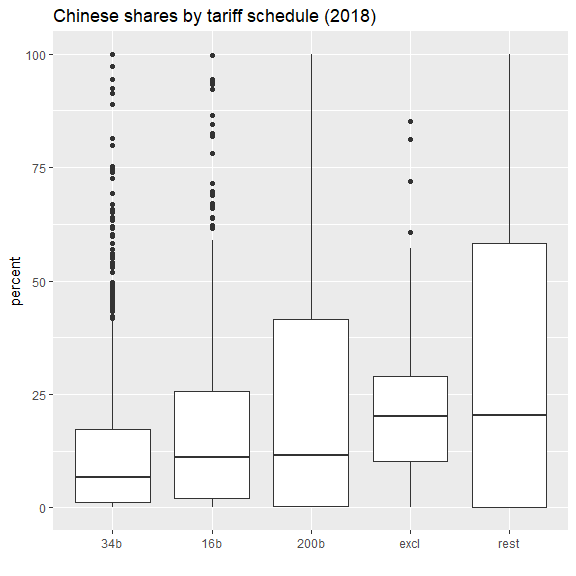 Chinese shares by tariff schedule (2018)
100
75
50
25
0
percent
34b
16b
200b
excl
rest